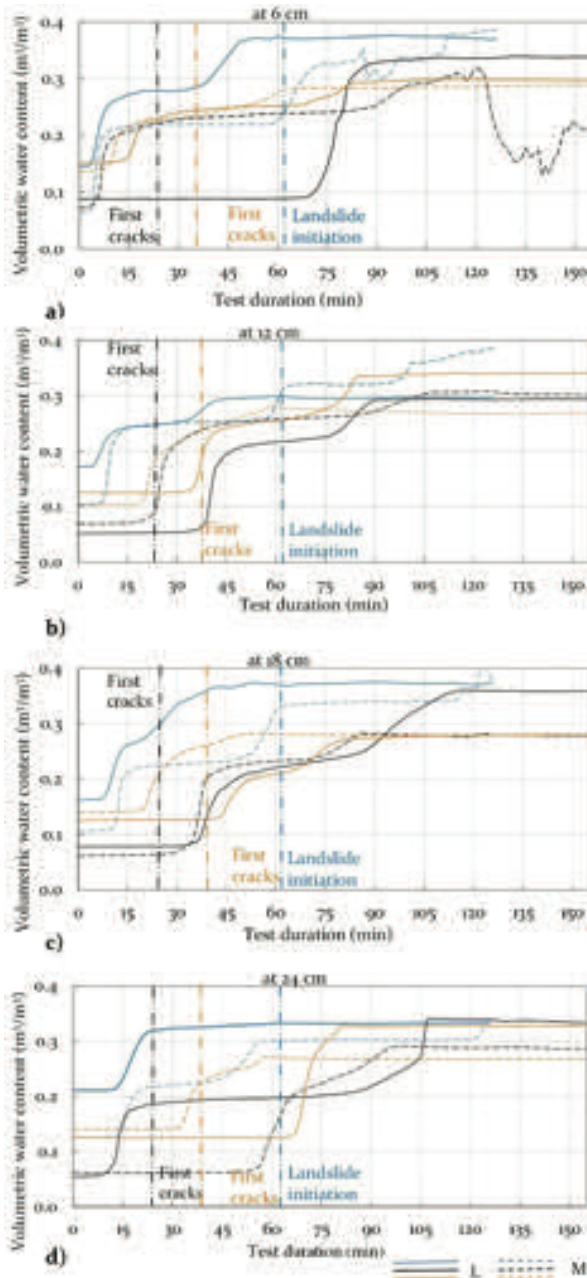 at 6 cm
Volumetric water content (m³/m³)
0.4
0.3
0.2
0.1
0.0
First
cracks
First
cracks
Landslide
initiation
0 15 30 45 60 75 90 105 120 135 150
Test duration (min)
a)
at 12 cm
Volumetric water content (m³/m³)
0.4
0.3
0.2
0.1
0.0
First
cracks
First
cracks
Landslide
initiation
0 15 30 45 60 75 90 105 120 135 150
Test duration (min)
b)
at 18 cm
Volumetric water content (m³/m³)
0.4
0.3
0.2
0.1
0.0
First
cracks
First
cracks
Landslide
initiation
0 15 30 45 60 75 90 105 120 135 150
Test duration (min)
c)
at 24 cm
Volumetric water content (m³/m³)
0.4
0.3
0.2
0.1
0.0
First
cracks
First
cracks
Landslide
initiation
0 15 30 45 60 75 90 105 120 135 150
Test duration (min)
d)
M